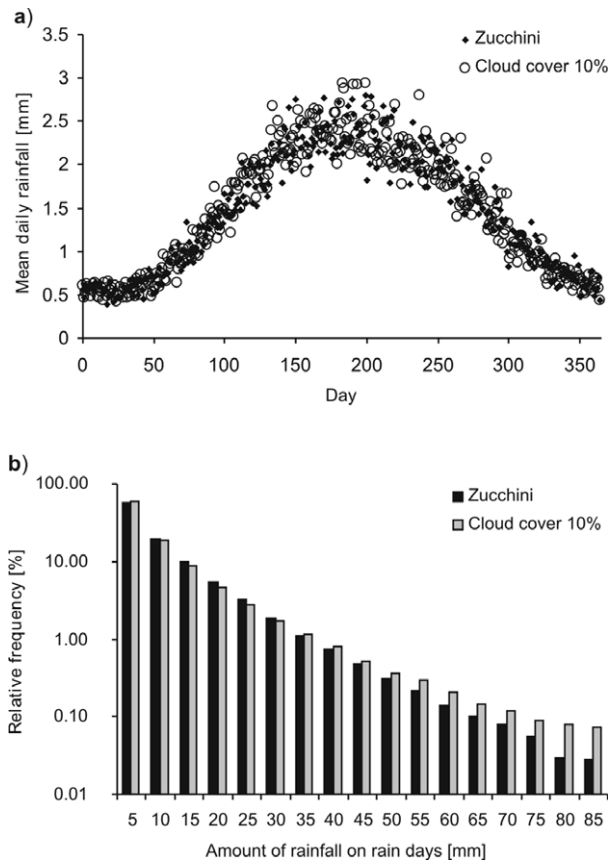 a)
Zucchini
Cloud cover 10%
Mean daily rainfall [mm]
3.5
3
2.5
2
1.5
1
0.5
0
0 50 100 150 200 250 300 350
Day
b)
Zucchini
Cloud cover 10%
Relative frequency [%]
100.00
10.00
1.00
0.10
0.01
5 10 15 20 25 30 35 40 45 50 55 60 65 70 75 80 85
Amount of rainfall on rain days [mm]